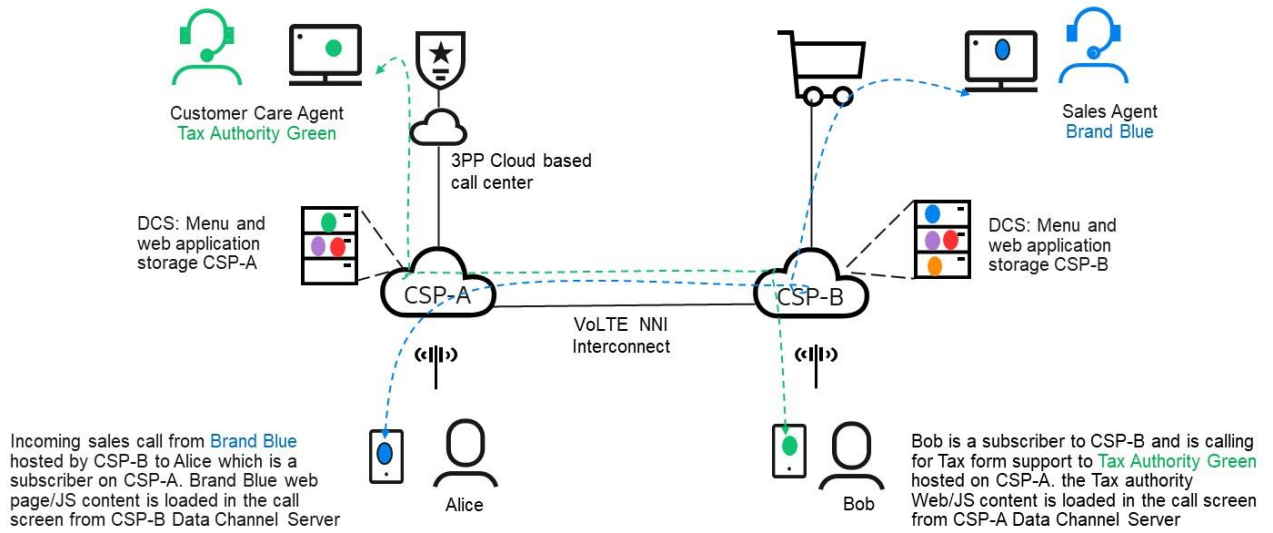 Customer Care Agent
Tax Authority Green
Sales Agent
Brand Blue
3PP Cloud based
call center
DCS: Menu and
web application
storage CSP-A
DCS: Menu and
web application
storage CSP-B
CSP-A
CSP-B
VoLTE NNI
Interconnect
Incoming sales call from Brand Blue
hosted by CSP-B to Alice which is a
subscriber on CSP-A. Brand Blue web
page/JS content is loaded in the call
screen from CSP-B Data Channel Server
Alice
Bob
Bob is a subscriber to CSP-B and is calling
for Tax form support to Tax Authority Green
hosted on CSP-A. the Tax authority
Web/JS content is loaded in the call screen
from CSP-A Data Channel Server